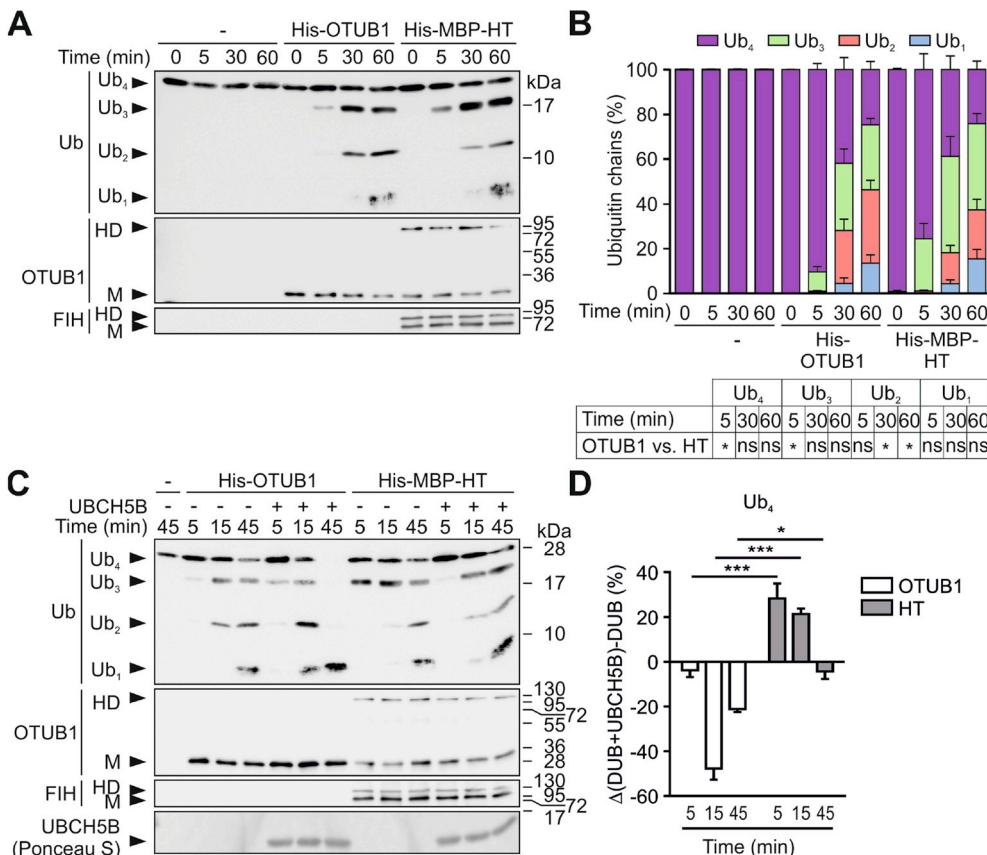 A
- His-OTUB1 His-MBP-HT
Time (min) 0 5 30 60 0 5 30 60 0 5 30 60
kDa
Ub
Ub4
Ub3
Ub2
Ub1
17
10
OTUB1
HD
M
95
72
55
36
FIH
HD
M
95
72
B
Ub4 Ub3 Ub2 Ub1
Ubiquitin chains (%)
100
80
60
40
20
0
Time (min) 0 5 30 60 0 5 30 60 0 5 30 60
- His-OTUB1 His-MBP-HT
Ub4 Ub3 Ub2 Ub1
Time (min) 5 30 60 5 30 60 5 30 60 5 30 60
OTUB1 vs. HT * ns ns * ns ns ns * * ns ns ns
C
- His-OTUB1 His-MBP-HT
UBCH5B - - - - + + + - - - + + +
Time (min) 45 5 15 45 5 15 45 5 15 45 5 15 45
kDa
Ub
Ub4
Ub3
Ub2
Ub1
28
17
10
OTUB1
HD
M
130
95
72
55
36
28
FIH
HD
M
130
95
72
UBCH5B
(Ponceau S)
17
D
Ub4
*
***
***
OTUB1
HT
Δ(DUB+UBCH5B)-DUB (%)
40
20
0
-20
-40
-60
5 15 45 5 15 45
Time (min)